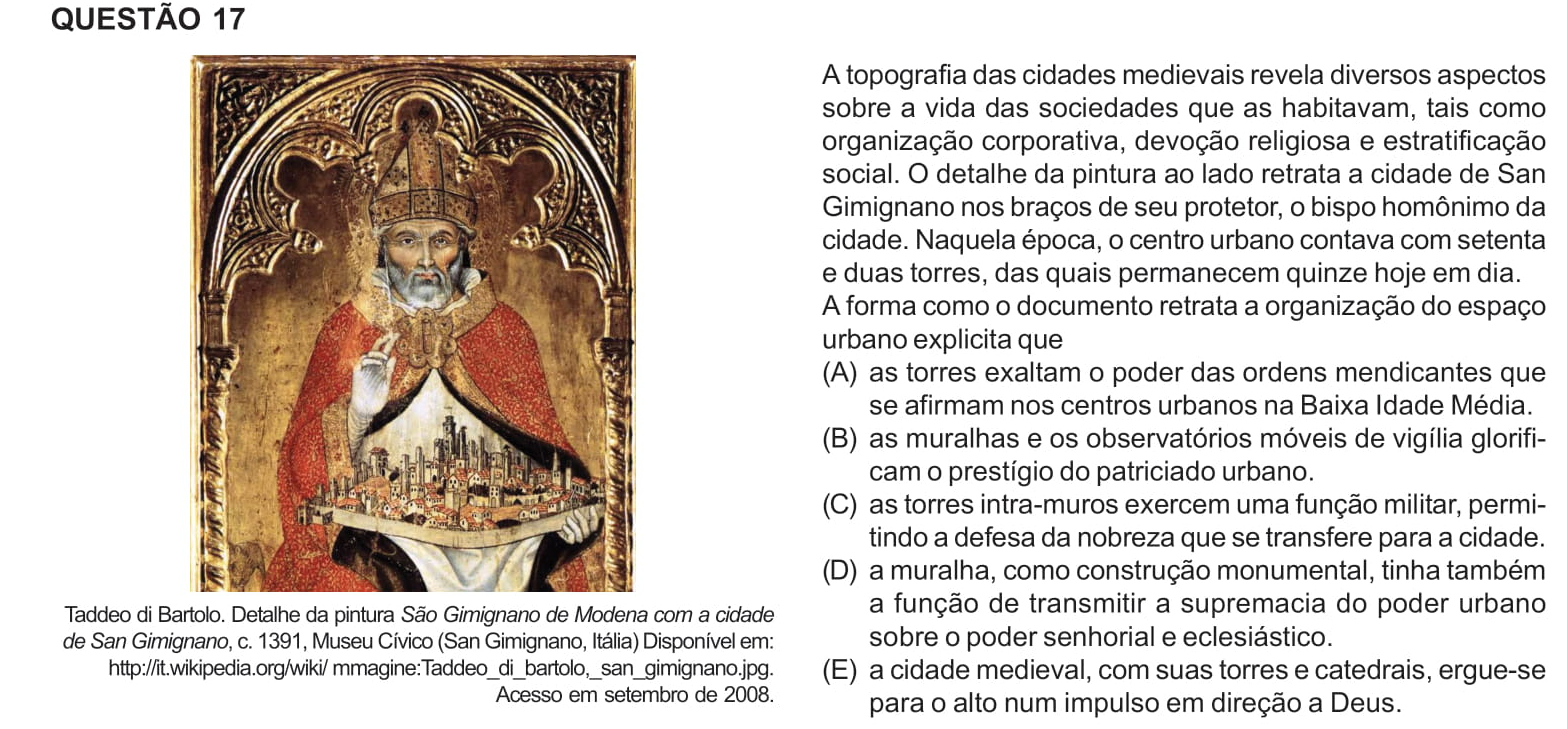 QUESTÃO 17
Taddeo di Bartolo. Detalhe da pintura São Gimignano de Modena com a cidade
de San Gimignano, c. 1391, Museu Cívico (San Gimignano, Itália) Disponível em:
http://it.wikipedia.org/wiki/ mmagine:Taddeo_di_bartolo,_san_gimignano.jpg.
Acesso em setembro de 2008.
A topografia das cidades medievais revela diversos aspectos
sobre a vida das sociedades que as habitavam, tais como
organização corporativa, devoção religiosa e estratificação
social. O detalhe da pintura ao lado retrata a cidade de San
Gimignano nos braços de seu protetor, o bispo homônimo da
cidade. Naquela época, o centro urbano contava com setenta
e duas torres, das quais permanecem quinze hoje em dia.
A forma como o documento retrata a organização do espaço
urbano explicita que
(A) as torres exaltam o poder das ordens mendicantes que
se afirmam nos centros urbanos na Baixa Idade Média.
(B) as muralhas e os observatórios móveis de vigília glorifi-
cam o prestígio do patriciado urbano.
(C) as torres intra-muros exercem uma função militar, permi-
tindo a defesa da nobreza que se transfere para a cidade.
(D) a muralha, como construção monumental, tinha também
a função de transmitir a supremacia do poder urbano
sobre o poder senhorial e eclesiástico.
(E) a cidade medieval, com suas torres e catedrais, ergue-se
para o alto num impulso em direção a Deus.